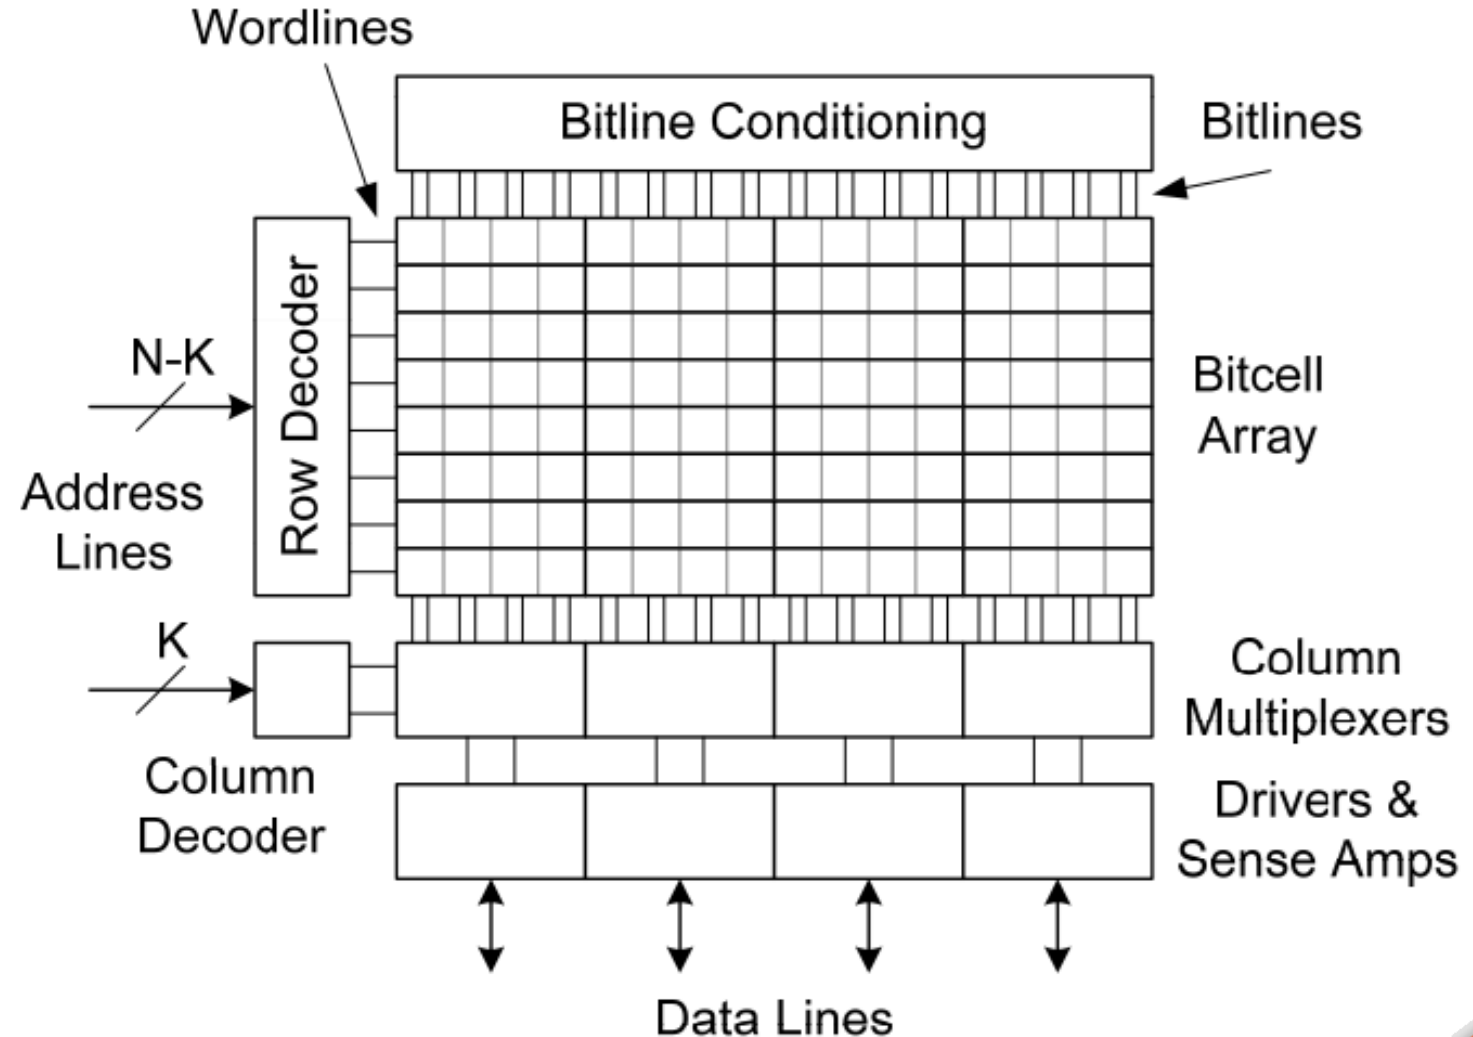 Wordlines
Bitline Conditioning
Bitlines
Row Decoder
N-K
Address
Lines
Bitcell
Array
K
Column
Decoder
Column
Multiplexers
Drivers &
Sense Amps
Data Lines